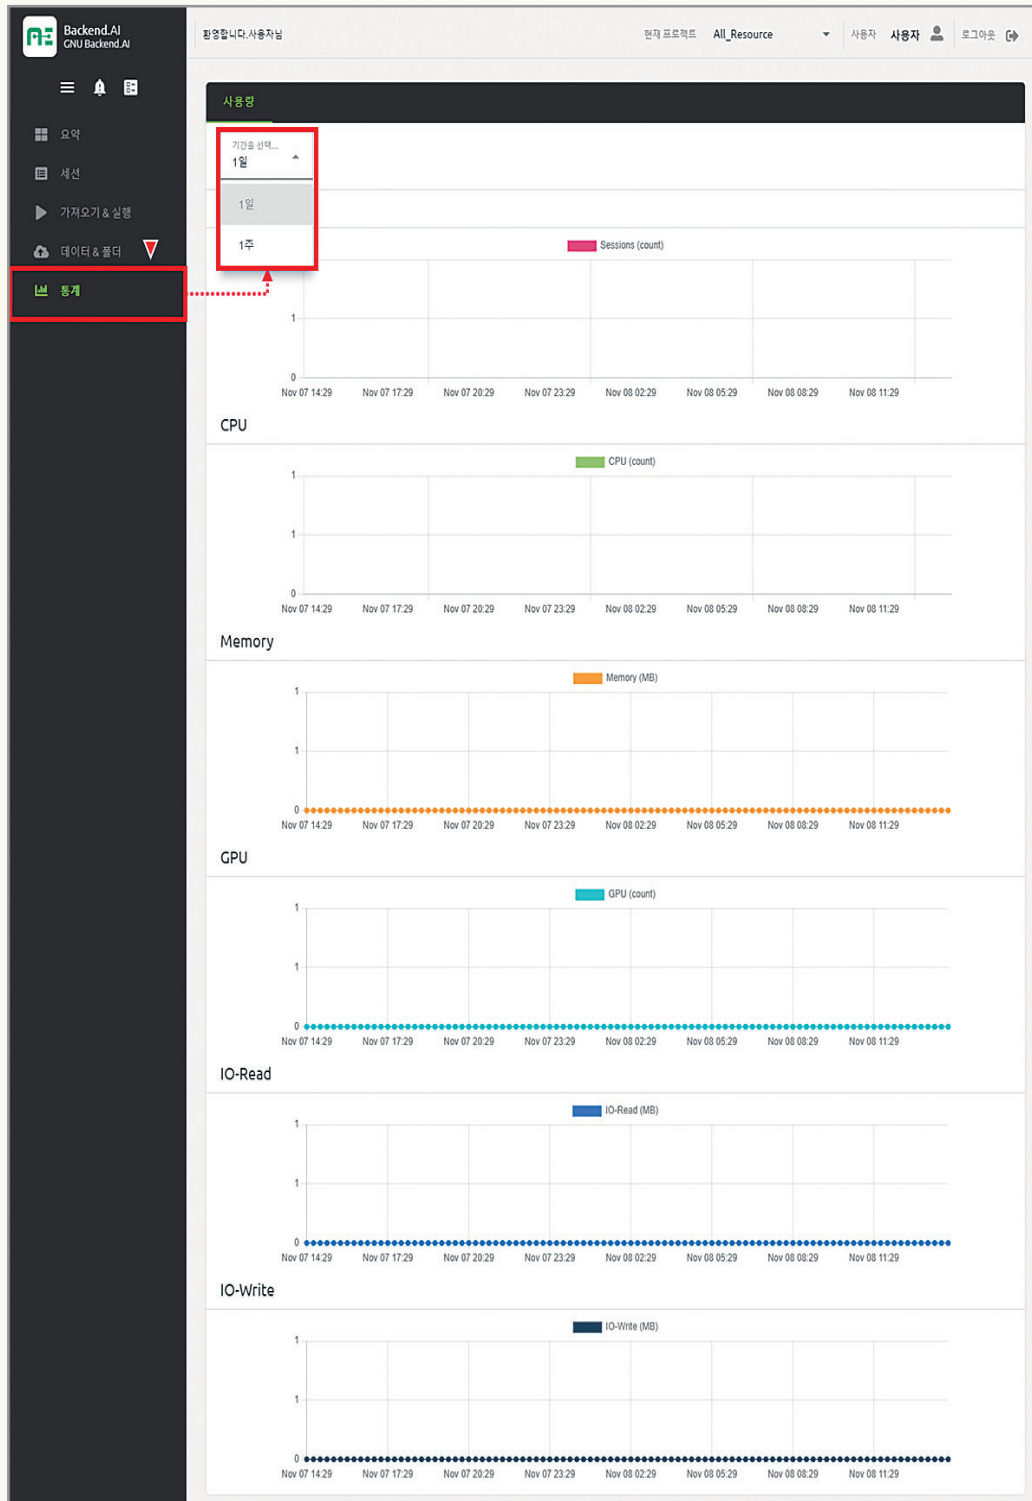 Backend.AI
GNU Backend.AI
환영합니다.사용자님
현재 프로젝트 All_Resource
사용자 사용자
로그아웃
요약
세션
가져오기 & 실행
데이터 & 폴더
통계
사용량
기간을 선택...
1일
1일
1주
Sessions (count)
1
0
Nov 07 14:29 Nov 07 17:29 Nov 07 20:29 Nov 07 23:29 Nov 08 02:29 Nov 08 05:29 Nov 08 08:29 Nov 08 11:29
CPU
CPU (count)
1
1
0
Nov 07 14:29 Nov 07 17:29 Nov 07 20:29 Nov 07 23:29 Nov 08 02:29 Nov 08 05:29 Nov 08 08:29 Nov 08 11:29
Memory
Memory (MB)
1
1
0
Nov 07 14:29 Nov 07 17:29 Nov 07 20:29 Nov 07 23:29 Nov 08 02:29 Nov 08 05:29 Nov 08 08:29 Nov 08 11:29
GPU
GPU (count)
1
1
0
Nov 07 14:29 Nov 07 17:29 Nov 07 20:29 Nov 07 23:29 Nov 08 02:29 Nov 08 05:29 Nov 08 08:29 Nov 08 11:29
IO-Read
IO-Read (MB)
1
1
0
Nov 07 14:29 Nov 07 17:29 Nov 07 20:29 Nov 07 23:29 Nov 08 02:29 Nov 08 05:29 Nov 08 08:29 Nov 08 11:29
IO-Write
IO-Write (MB)
1
1
0
Nov 07 14:29 Nov 07 17:29 Nov 07 20:29 Nov 07 23:29 Nov 08 02:29 Nov 08 05:29 Nov 08 08:29 Nov 08 11:29